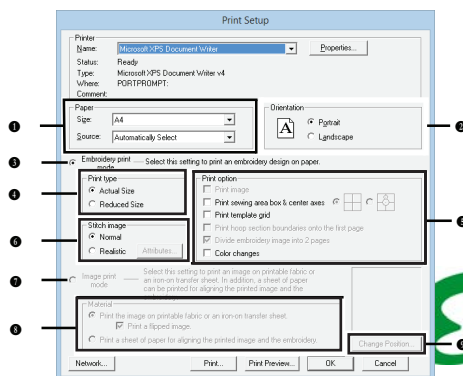 Print Setup
Printer
Name: Microsoft XPS Document Writer Properties...
Status: Ready
Type: Microsoft XPS Document Writer v4
Where: PORTPROMPT:
Comment:
Paper
Size: A4
Source: Automatically Select
Orientation
A
Portrait
Landscape
1
2
3
Embroidery print mode
Select this setting to print an embroidery design on paper.
4
Print type
Actual Size
Reduced Size
Print option
Print image
Print sewing area box & center axes
Print template grid
Print hoop section boundaries onto the first page
Divide embroidery image into 2 pages
Color changes
6
Stitch image
Normal
Realistic Attributes...
7
Image print mode
Select this setting to print an image on printable fabric or
an iron-on transfer sheet. In addition, a sheet of paper
can be printed for aligning the printed image and the
8
Material
Print the image on printable fabric or an iron-on transfer sheet.
Print a flipped image.
Print a sheet of paper for aligning the printed image and the embroidery.
Change Position...
Network... Print... Print Preview... OK Cancel